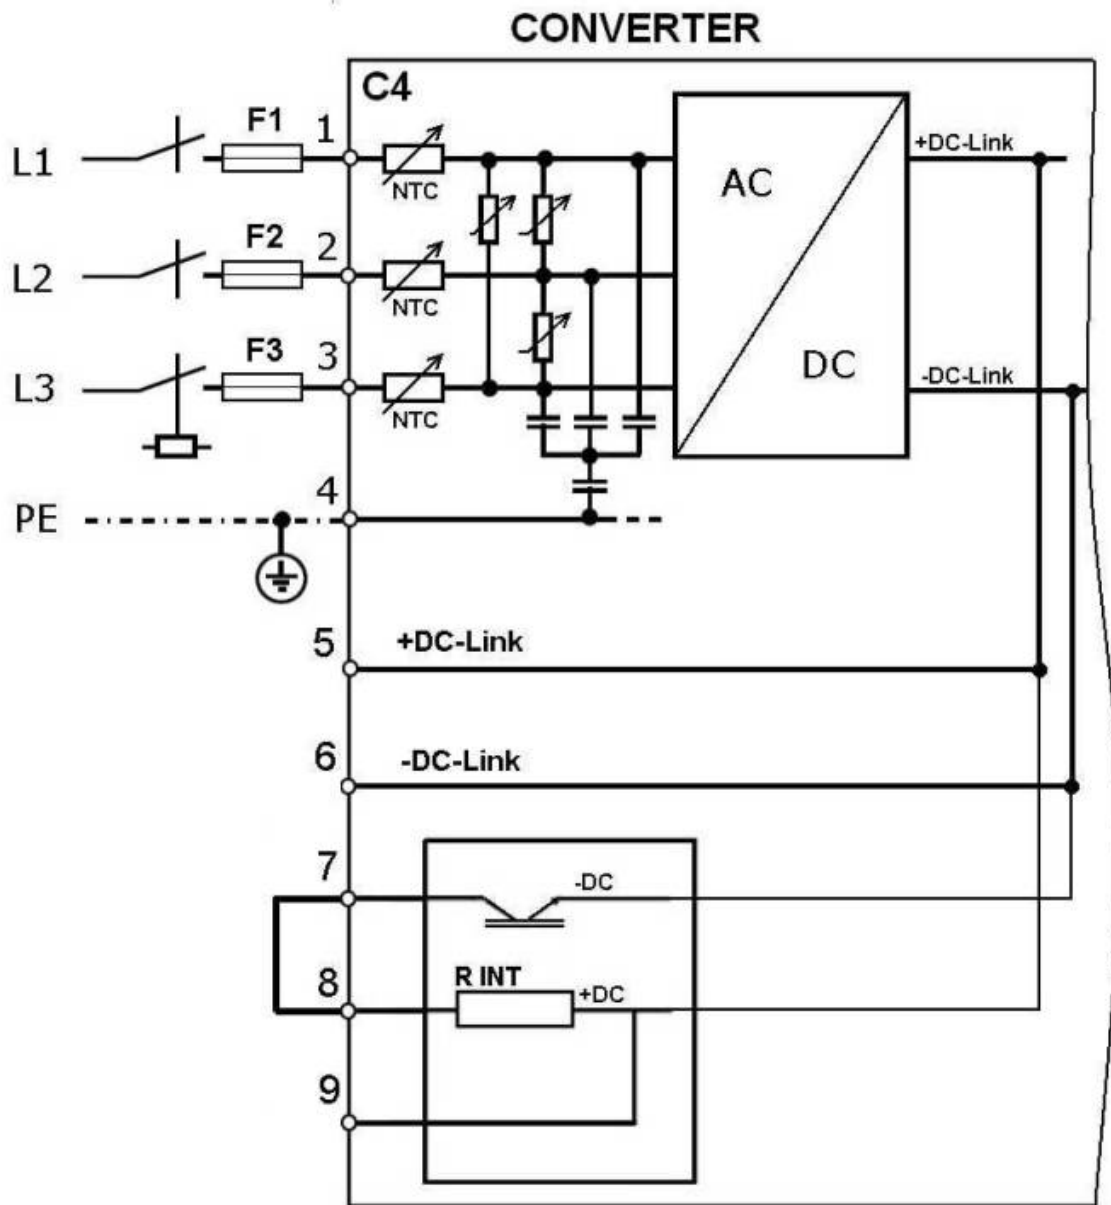 CONVERTER
C4
L1
F1
1
NTC
+DC-Link
AC
L2
F2
2
NTC
L3
F3
3
NTC
DC
-DC-Link
PE
4
5
+DC-Link
6
-DC-Link
7
-DC
8
R INT
+DC
9